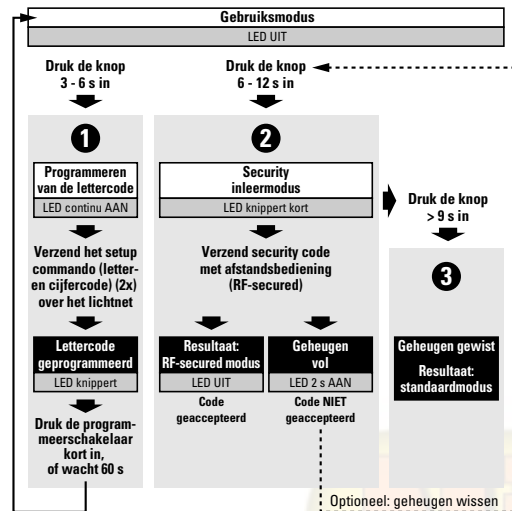 Gebruiksmodus
LED UIT
Druk de knop
3 - 6 s in
Druk de knop
6 - 12 s in
1
Programmeren
van de lettercode
LED continu AAN
Verzend het setup
commando (letter-
en cijfercode) (2x)
over het lichtnet
Lettercode
geprogrammeerd
LED knippert
Druk de program-
meerschakelaar
kort in,
of wacht 60 s
2
Security
inleermodus
LED knippert kort
Verzend security code
met afstandsbediening
(RF-secured)
Resultaat:
RF-secured modus
LED UIT
Code
geaccepteerd
Geheugen
vol
LED 2 s AAN
Code NIET
geaccepteerd
Druk de knop
> 9 s in
3
Geheugen gewist
Resultaat:
standaardmodus
Optioneel: geheugen wissen